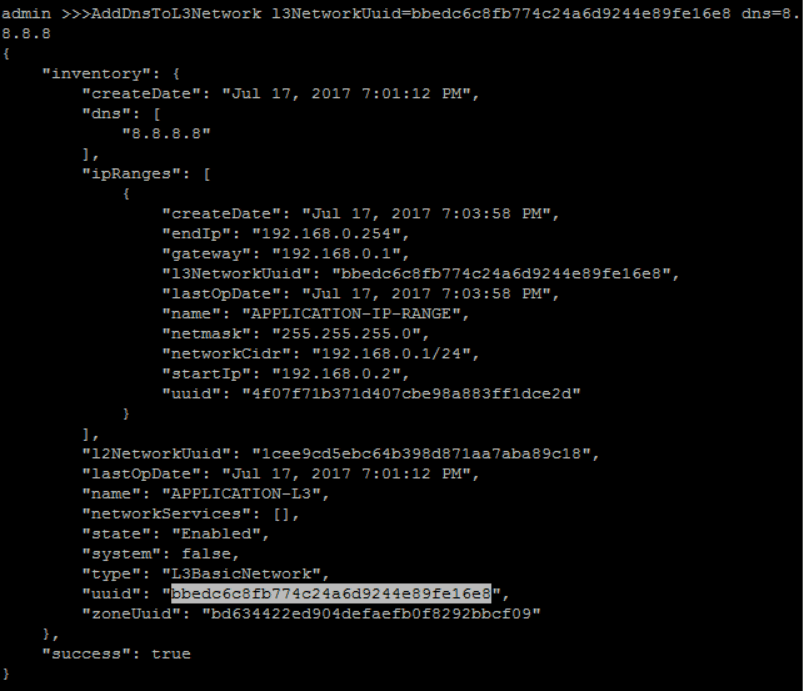 admin >>>AddDnsToL3Network l3NetworkUuid=bbedc6c8fb774c24a6d9244e89fe16e8 dns=8.
8.8.8
{
    "inventory": {
        "createDate": "Jul 17, 2017 7:01:12 PM",
        "dns": [
            "8.8.8.8"
        ],
        "ipRanges": [
            {
                "createDate": "Jul 17, 2017 7:03:58 PM",
                "endIp": "192.168.0.254",
                "gateway": "192.168.0.1",
                "l3NetworkUuid": "bbedc6c8fb774c24a6d9244e89fe16e8",
                "lastOpDate": "Jul 17, 2017 7:03:58 PM",
                "name": "APPLICATION-IP-RANGE",
                "netmask": "255.255.255.0",
                "networkCidr": "192.168.0.1/24",
                "startIp": "192.168.0.2",
                "uuid": "4f07f71b371d407cbe98a883ff1dce2d"
            }
        ],
        "l2NetworkUuid": "1cee9cd5ebc64b398d871aa7aba89c18",
        "lastOpDate": "Jul 17, 2017 7:01:12 PM",
        "name": "APPLICATION-L3",
        "networkServices": [],
        "state": "Enabled",
        "system": false,
        "type": "L3BasicNetwork",
        "uuid": "bbedc6c8fb774c24a6d9244e89fe16e8",
        "zoneUuid": "bd634422ed904defaefb0f8292bbcf09"
    },
    "success": true
}